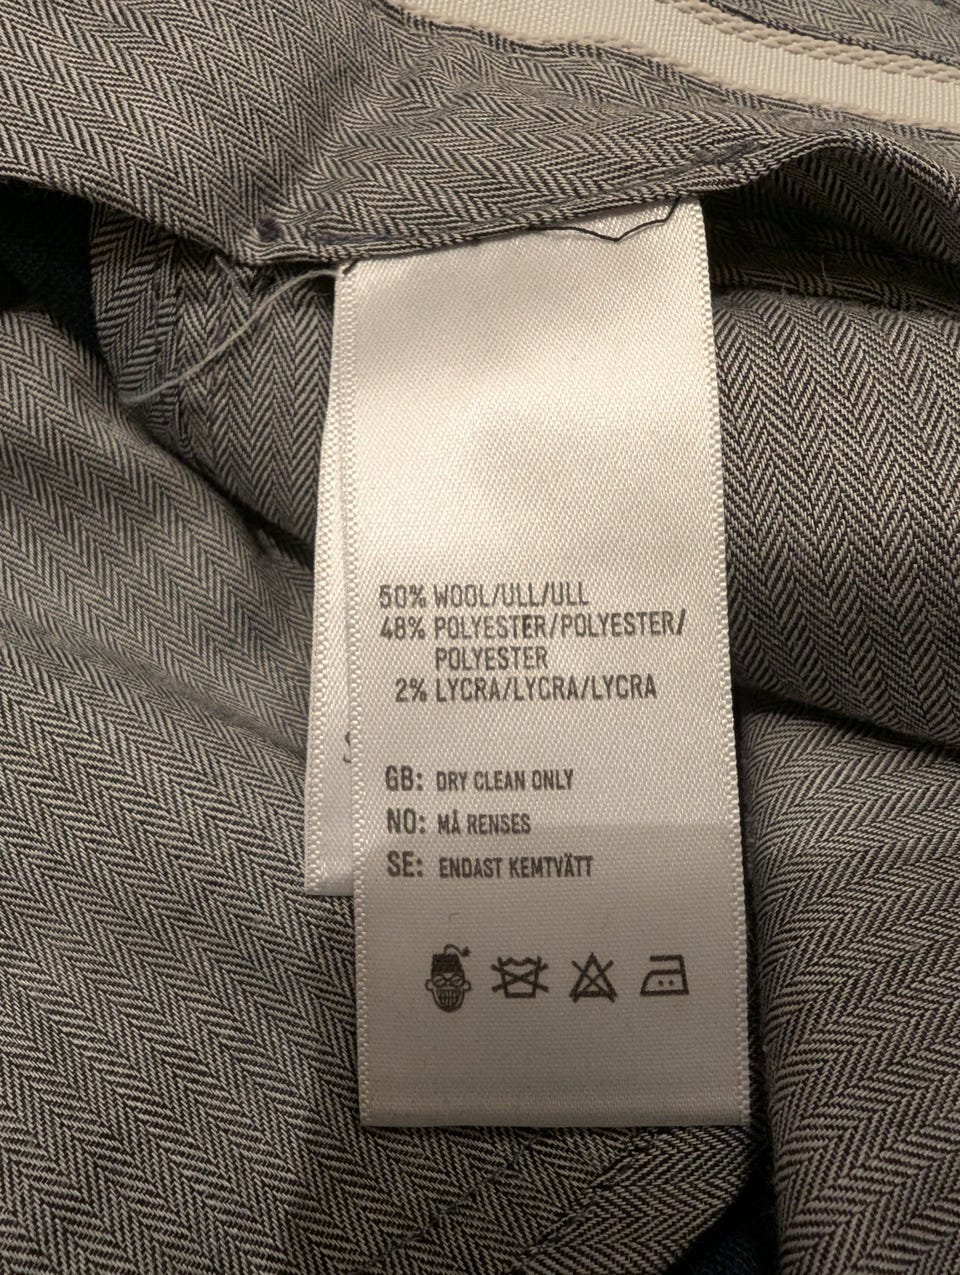 50% WOOL/ULL/ULL
48% POLYESTER/POLYESTER/
POLYESTER
2% LYCRA/LYCRA/LYCRA
GB: DRY CLEAN ONLY
NO: MÅ RENSES
SE: ENDAST KEMTVÄTT